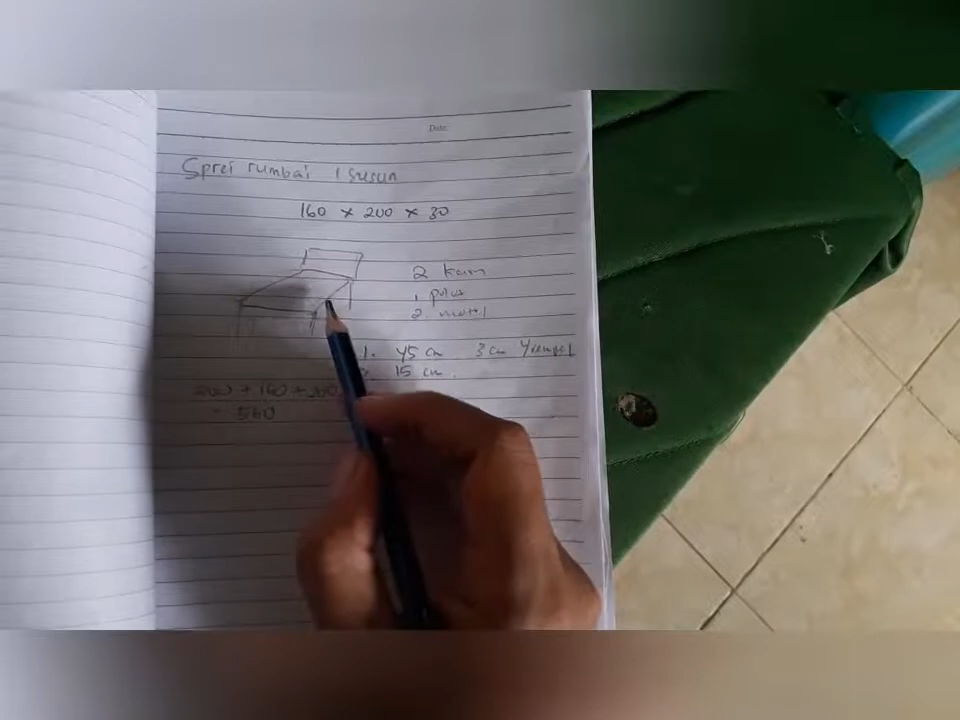 Date:
Sprei rumbai 1 susun
160 x 200 x 30
2 kain
1 polos
2. motif
1. 45 cm 3 cm
15 cm.
200 + 160 + 200
= 560